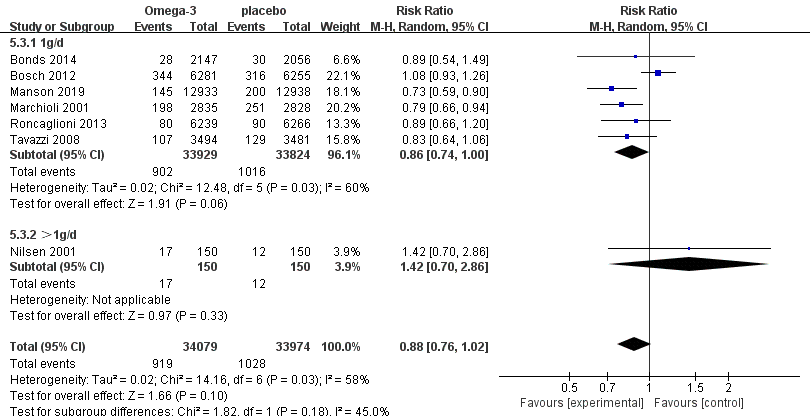 Omega-3 placebo Risk Ratio Risk Ratio
Study or Subgroup Events Total Events Total Weight M-H, Random, 95% CI M-H, Random, 95% CI
5.3.1 1g/d
Bonds 2014 28 2147 30 2056 6.6% 0.89 [0.54, 1.49]
Bosch 2012 344 6281 316 6255 22.1% 1.08 [0.93, 1.26]
Manson 2019 145 12933 200 12938 18.1% 0.73 [0.59, 0.90]
Marchioli 2001 198 2835 251 2828 20.2% 0.79 [0.66, 0.94]
Roncaglioni 2013 80 6239 90 6266 13.3% 0.89 [0.66, 1.20]
Tavazzi 2008 107 3494 129 3481 15.8% 0.83 [0.64, 1.06]
Subtotal (95% CI) 33929 33824 96.1% 0.86 [0.74, 1.00]
Total events 902 1016
Heterogeneity: Tau² = 0.02; Chi² = 12.48, df = 5 (P = 0.03); I² = 60%
Test for overall effect: Z = 1.91 (P = 0.06)
5.3.2 ＞1g/d
Nilsen 2001 17 150 12 150 3.9% 1.42 [0.70, 2.86]
Subtotal (95% CI) 150 150 3.9% 1.42 [0.70, 2.86]
Total events 17 12
Heterogeneity: Not applicable
Test for overall effect: Z = 0.97 (P = 0.33)
Total (95% CI) 34079 33974 100.0% 0.88 [0.76, 1.02]
Total events 919 1028
Heterogeneity: Tau² = 0.02; Chi² = 14.16, df = 6 (P = 0.03); I² = 58%
Test for overall effect: Z = 1.66 (P = 0.10)
Test for subgroup differences: Chi² = 1.82, df = 1 (P = 0.18), I² = 45.0%
0.5 0.7 1 1.5 2
Favours [experimental] Favours [control]